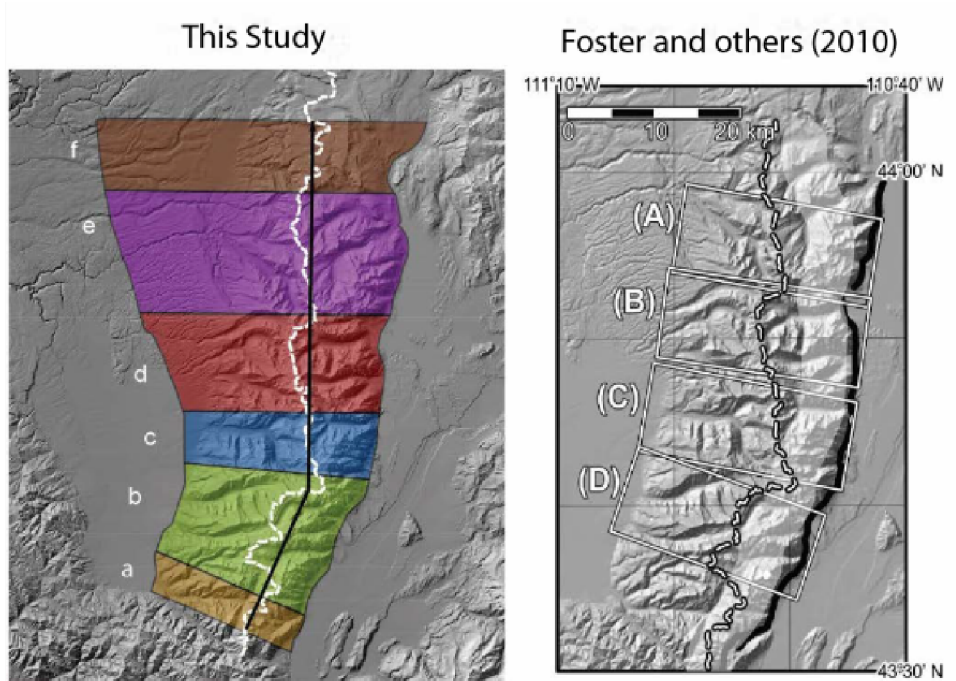 This Study
Foster and others (2010)
111°10' W
110°40' W
0 10 20 km
44°00' N
f
(A)
e
(B)
d
(C)
c
(D)
b
a
43°30' N